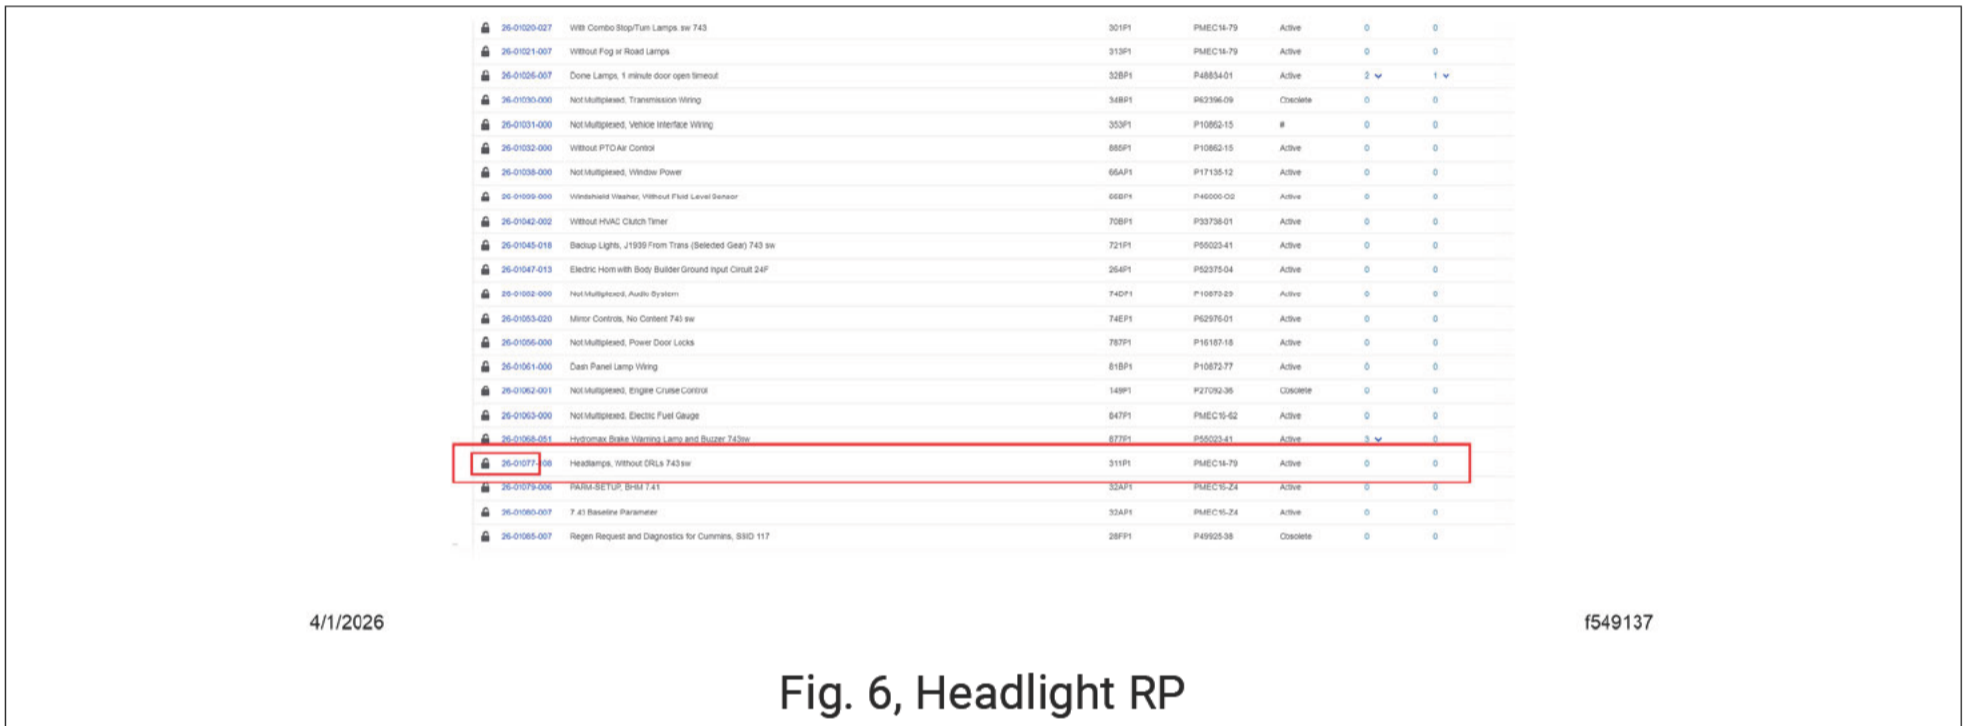 26-01020-027 With Combo Stop/Turn Lamps. sw 743 301P1 PMEC14-79 Active 0 0
26-01021-007 Without Fog or Road Lamps 313P1 PMEC14-79 Active 0 0
26-01026-007 Dome Lamps, 1 minute door open timeout 32BP1 P48834-01 Active 2 1
26-01030-000 Not Multiplexed, Transmission Wiring 34BP1 P62396-09 Obsolete 0 0
26-01031-000 Not Multiplexed, Vehicle Interface Wiring 353P1 P10862-15 # 0 0
26-01032-000 Without PTO Air Control 885P1 P10862-15 Active 0 0
26-01038-000 Not Multiplexed, Window Power 66AP1 P17135-12 Active 0 0
Windshield Washer, Without Fluid Level Sensor 66BP1 Active 0 0
26-01042-002 Without HVAC Clutch Timer 70BP1 P33736-01 Active 0 0
26-01045-018 Backup Lights, J1939 From Trans (Selected Gear) 743 sw 721P1 P55023-41 Active 0 0
26-01047-013 Electric Horn with Body Builder Ground Input Circuit 24F 264P1 P52375-04 Active 0 0
Not Multiplexed, Audio System 74DP1 P10873-29 Active 0 0
26-01053-020 Mirror Controls, No Content 743 sw 74EP1 P62976-01 Active 0 0
26-01056-000 Not Multiplexed, Power Door Locks 787P1 P16187-18 Active 0 0
26-01061-000 Dash Panel Lamp Wiring 81BP1 P10872-77 Active 0 0
26-01062-001 Not Multiplexed, Engine Cruise Control 149P1 P27092-36 Obsolete 0 0
26-01063-000 Not Multiplexed, Electric Fuel Gauge 847P1 PMEC15-62 Active 0 0
26-01068-051 Hydromax Brake Warning Lamp and Buzzer 743sw 877P1 P55023-41 Active 3 0
26-01077-108 Headlamps, Without DRLs 743 sw 311P1 PMEC14-79 Active 0 0
26-01079-006 PARM-SETUP, BHM 7.41 32AP1 PMEC15-Z4 Active 0 0
26-01080-007 7.41 Baseline Parameter 32AP1 PMEC15-Z4 Active 0 0
26-01085-007 Regen Request and Diagnostics for Cummins, SSID 117 28FP1 P49925-38 Obsolete 0 0
4/1/2026 f549137
Fig. 6, Headlight RP